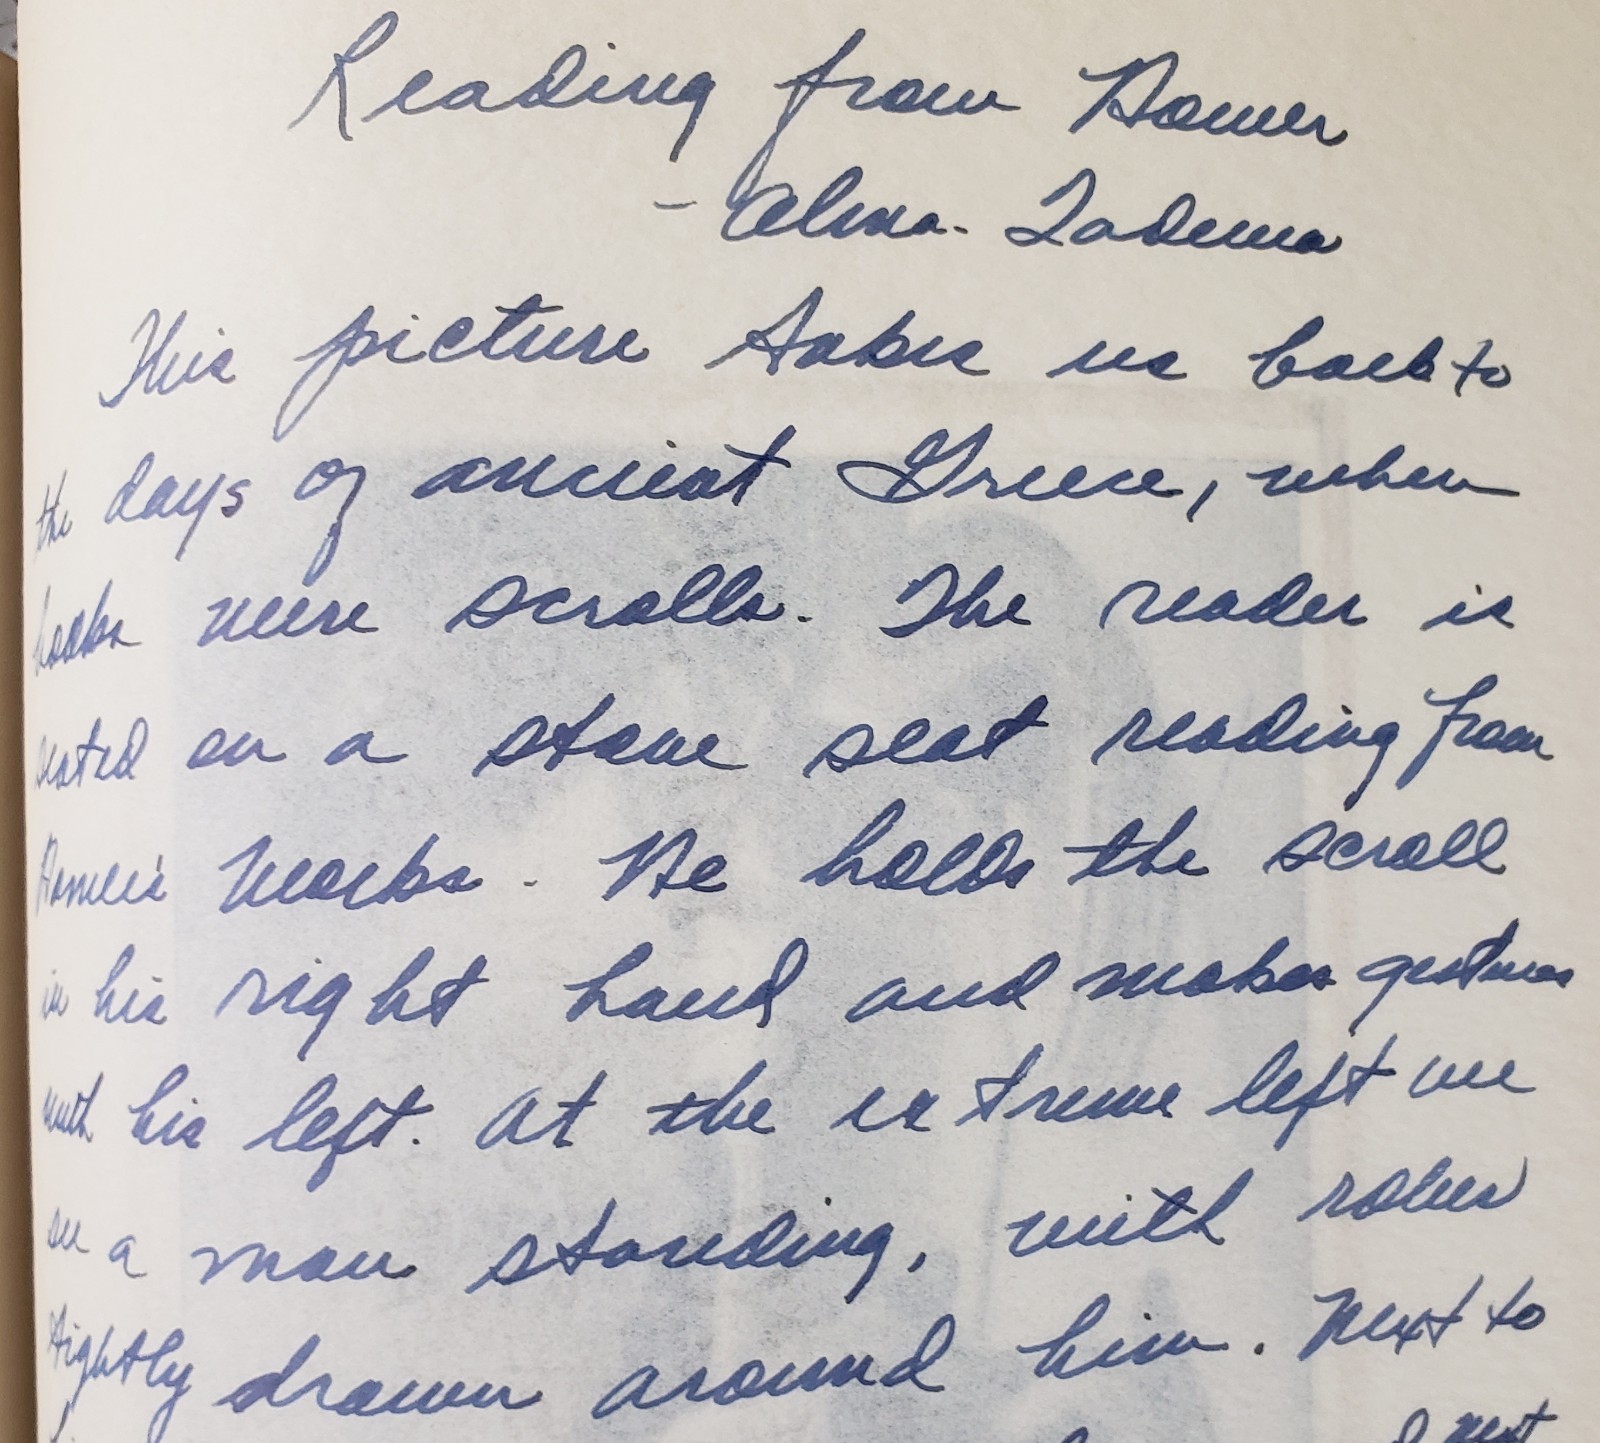 Reading from Homer
- Alma-Tadema
This picture takes us back to
the days of ancient Greece, when
books were scrolls. The reader is
seated on a stone seat reading from
Homer's works. He holds the scroll
in his right hand and makes gestures
with his left. At the extreme left we
see a man standing, with robes
tightly drawn around him. Next to
next